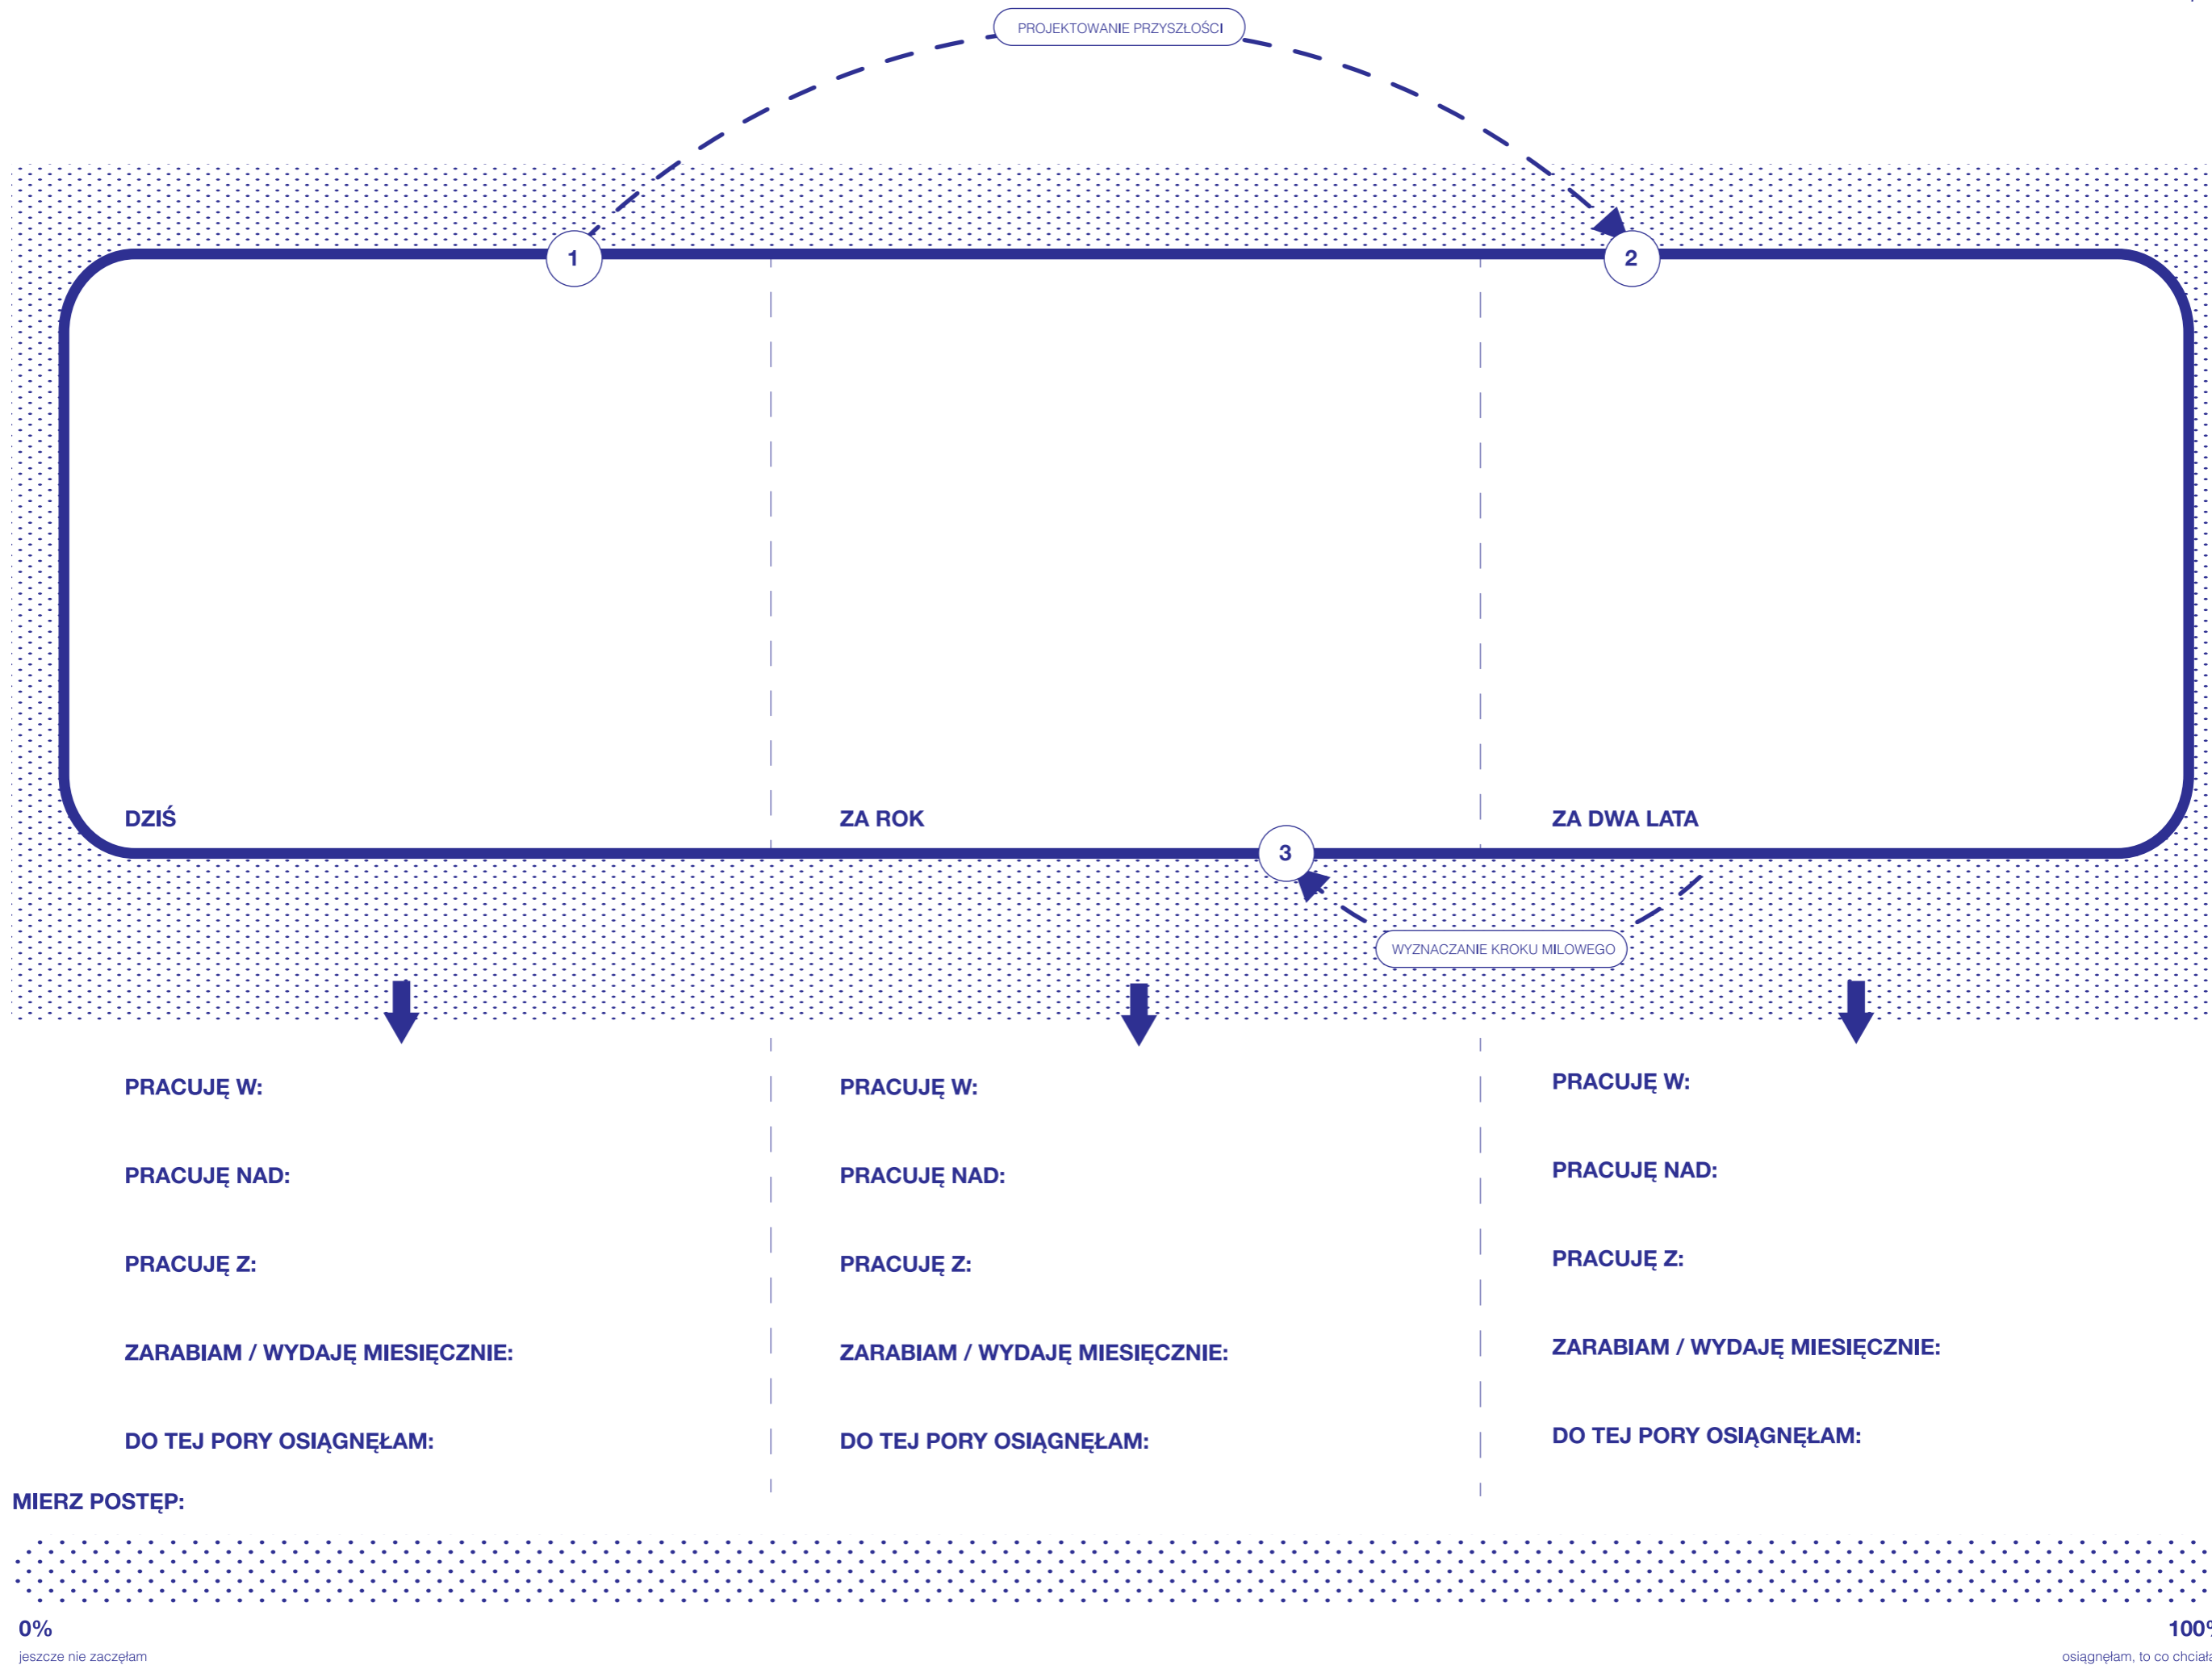 PROJEKTOWANIE PRZYSZŁOŚCI
1
2
DZIŚ
ZA ROK
ZA DWA LATA
3
WYZNACZANIE KROKU MILOWEGO
PRACUJĘ W:
PRACUJĘ NAD:
PRACUJĘ Z:
ZARABIAM / WYDAJĘ MIESIĘCZNIE:
DO TEJ PORY OSIĄGNĘŁAM:
PRACUJĘ W:
PRACUJĘ NAD:
PRACUJĘ Z:
ZARABIAM / WYDAJĘ MIESIĘCZNIE:
DO TEJ PORY OSIĄGNĘŁAM:
PRACUJĘ W:
PRACUJĘ NAD:
PRACUJĘ Z:
ZARABIAM / WYDAJĘ MIESIĘCZNIE:
DO TEJ PORY OSIĄGNĘŁAM:
MIERZ POSTĘP:
0%
jeszcze nie zaczęłam
100%
osiągnęłam, to co